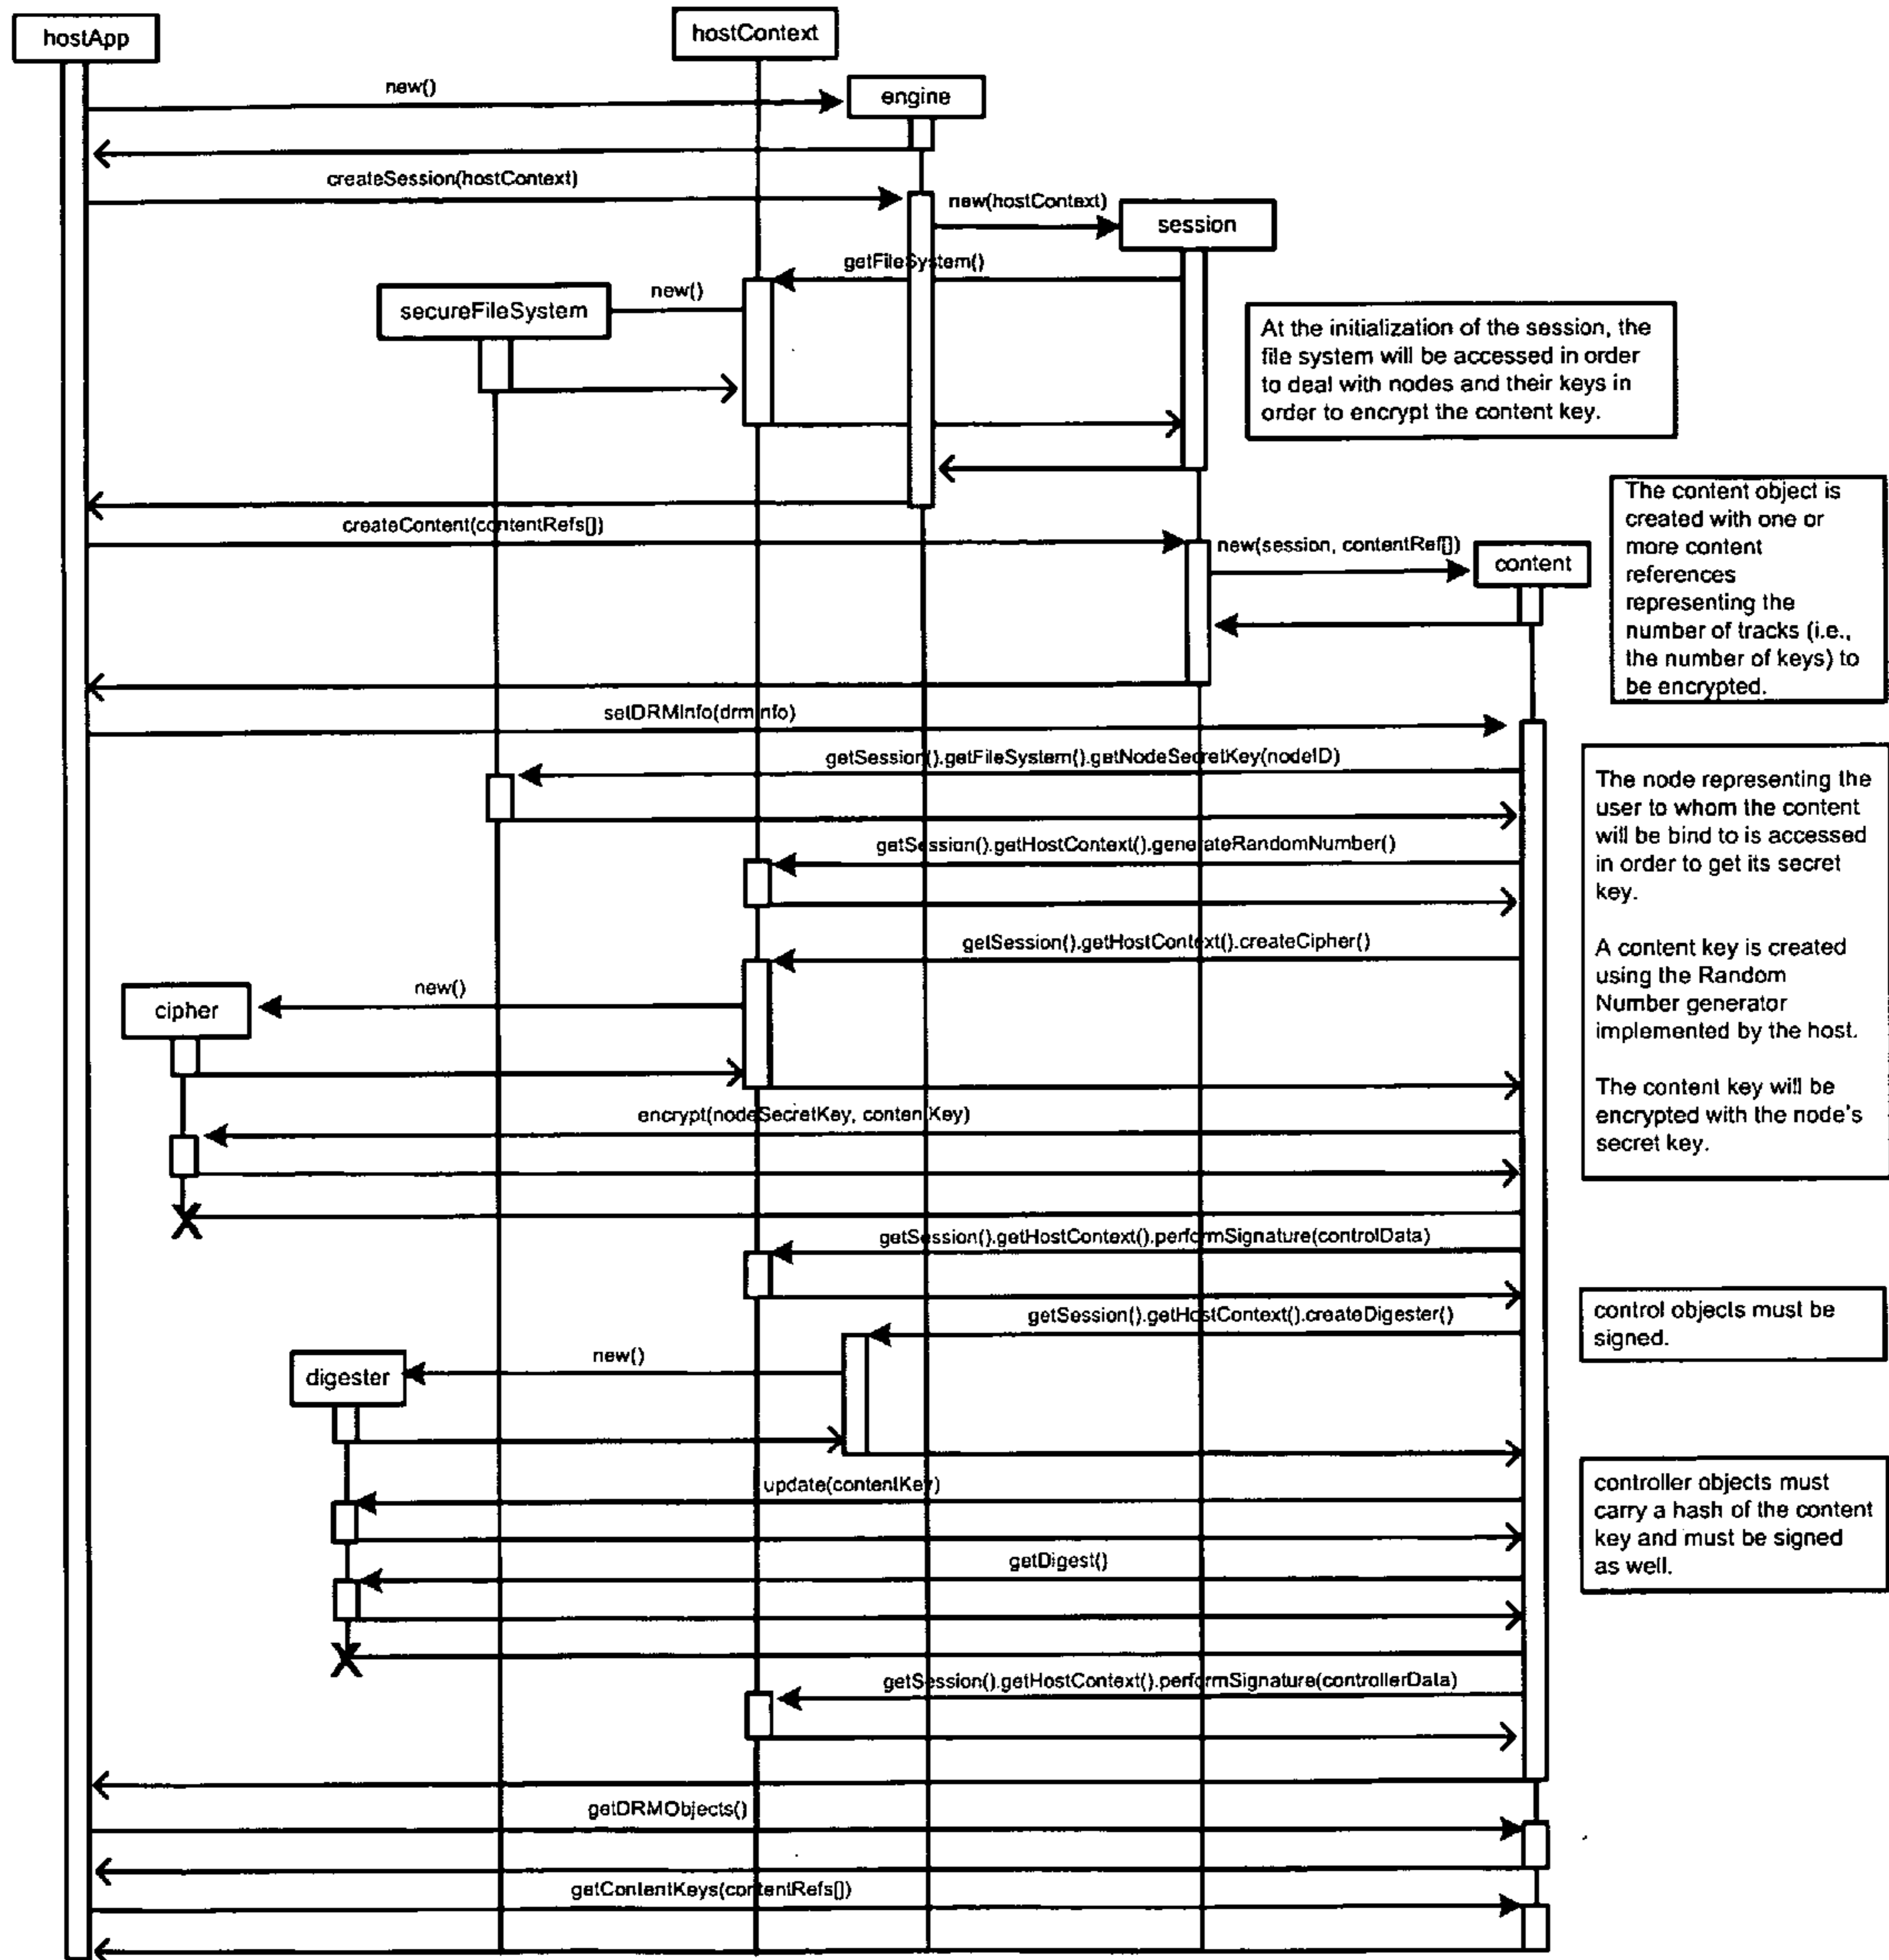 hostApp
hostContext
new()
engine
createSession(hostContext)
new(hostContext)
session
getFileSystem()
new()
secureFileSystem
At the initialization of the session, the
file system will be accessed in order
to deal with nodes and their keys in
order to encrypt the content key.
createContent(contentRefs[])
new(session, contentRef[])
content
The content object is
created with one or
more content
references
representing the
number of tracks (i.e.,
the number of keys) to
be encrypted.
setDRMInfo(drminfo)
getSession().getFileSystem().getNodeSecretKey(nodeID)
The node representing the
user to whom the content
will be bind to is accessed
in order to get its secret
key.
getSession().getHostContext().generateRandomNumber()
getSession().getHostContext().createCipher()
A content key is created
using the Random
Number generator
implemented by the host.
new()
cipher
The content key will be
encrypted with the node's
secret key.
encrypt(nodeSecretKey, contentKey)
getSession().getHostContext().performSignature(controlData)
control objects must be
signed.
getSession().getHostContext().createDigester()
new()
digester
update(contentKey)
controller objects must
carry a hash of the content
key and must be signed
as well.
getDigest()
getSession().getHostContext().performSignature(controllerData)
getDRMObjects()
getContentKeys(contentRefs[])